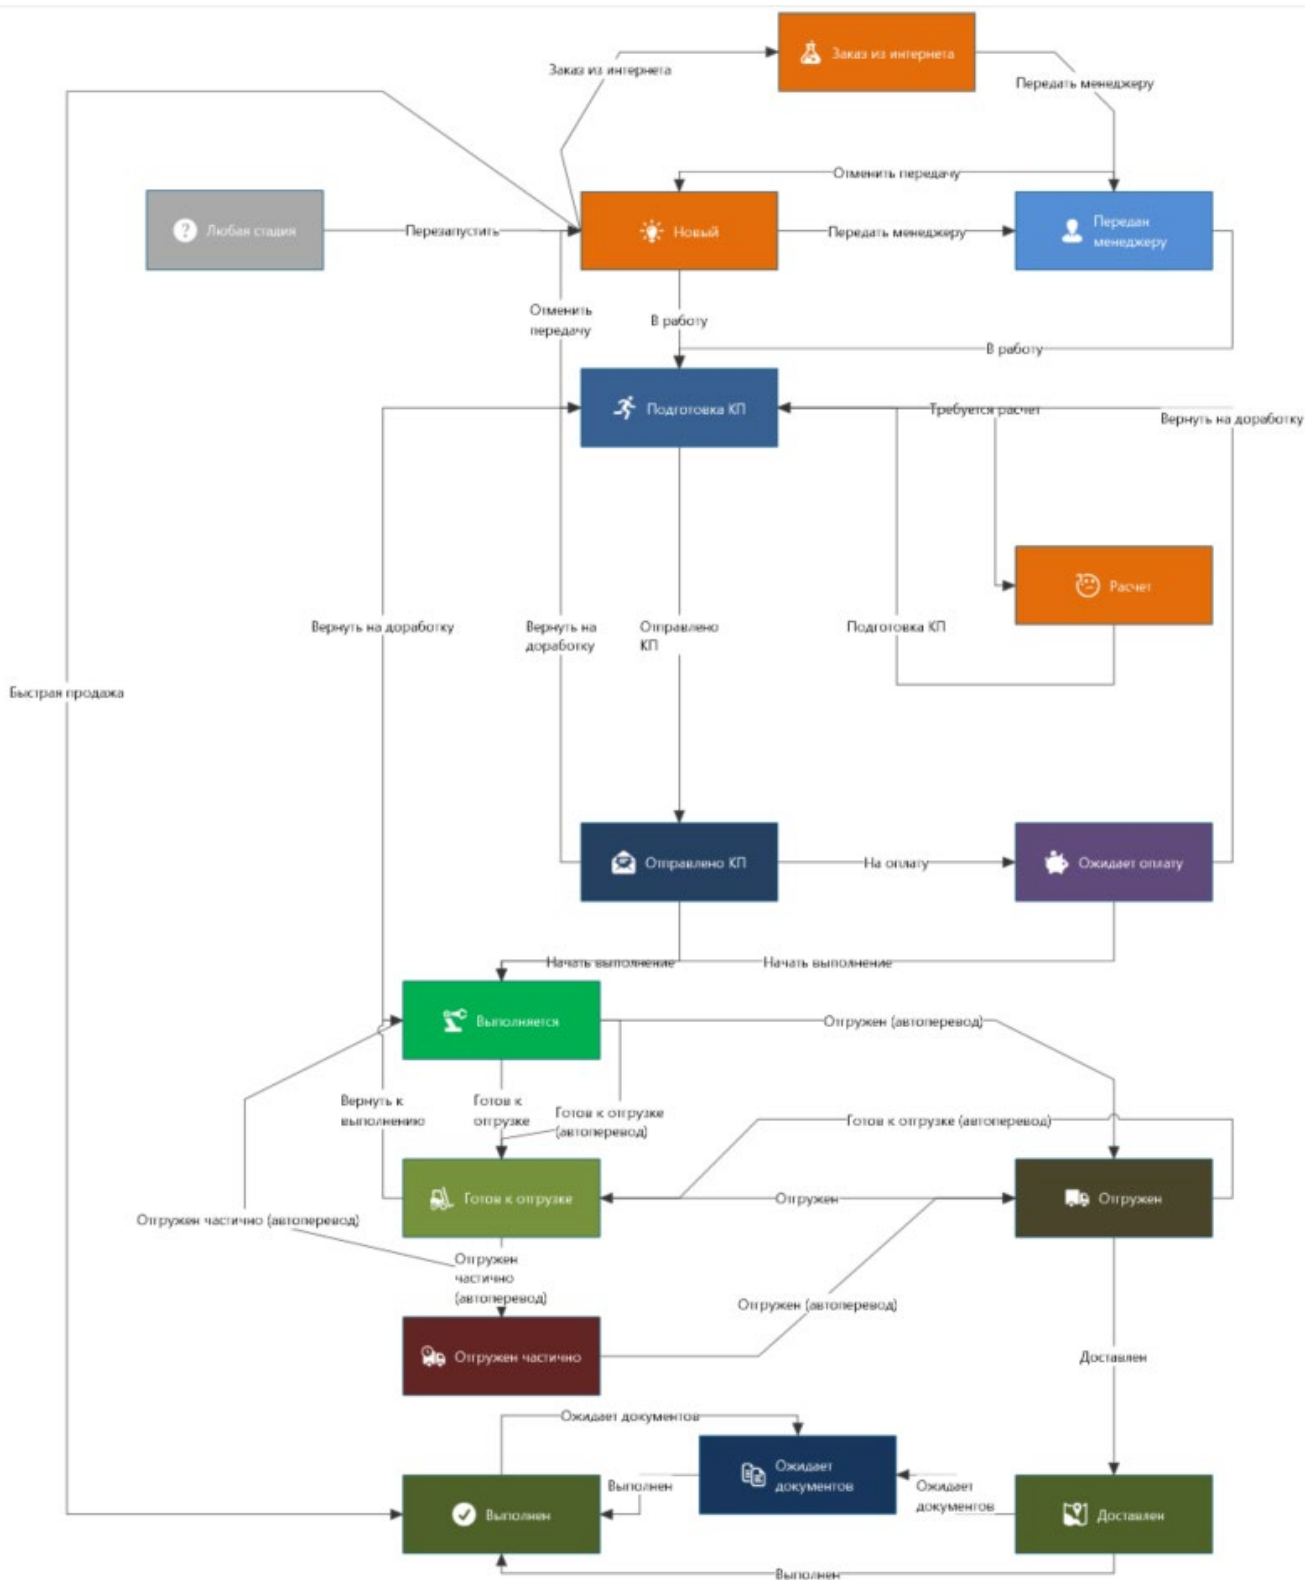 Заказ из интернета
Заказ из интернета
Передать менеджеру
Отменить передачу
Любая стадия
Перезапустить
Новый
Передать менеджеру
Передан
менеджеру
Отменить
передачу
В работу
В работу
Подготовка КП
Требуется расчет
Вернуть на доработку
Расчет
Вернуть на доработку
Вернуть на
доработку
Отправлено
КП
Подготовка КП
Быстрая продажа
Отправлено КП
На оплату
Ожидает оплату
Начать выполнение
Начать выполнение
Выполняется
Отгружен (автоперевод)
Вернуть к
выполнению
Готов к
отгрузке
Готов к отгрузке
(автоперевод)
Готов к отгрузке (автоперевод)
Готов к отгрузке
Отгружен
Отгружен
Отгружен частично (автоперевод)
Отгружен
частично
(автоперевод)
Отгружен (автоперевод)
Отгружен частично
Доставлен
Ожидает документов
Ожидает
документов
Выполнен
Ожидает
документов
Выполнен
Доставлен
Выполнен